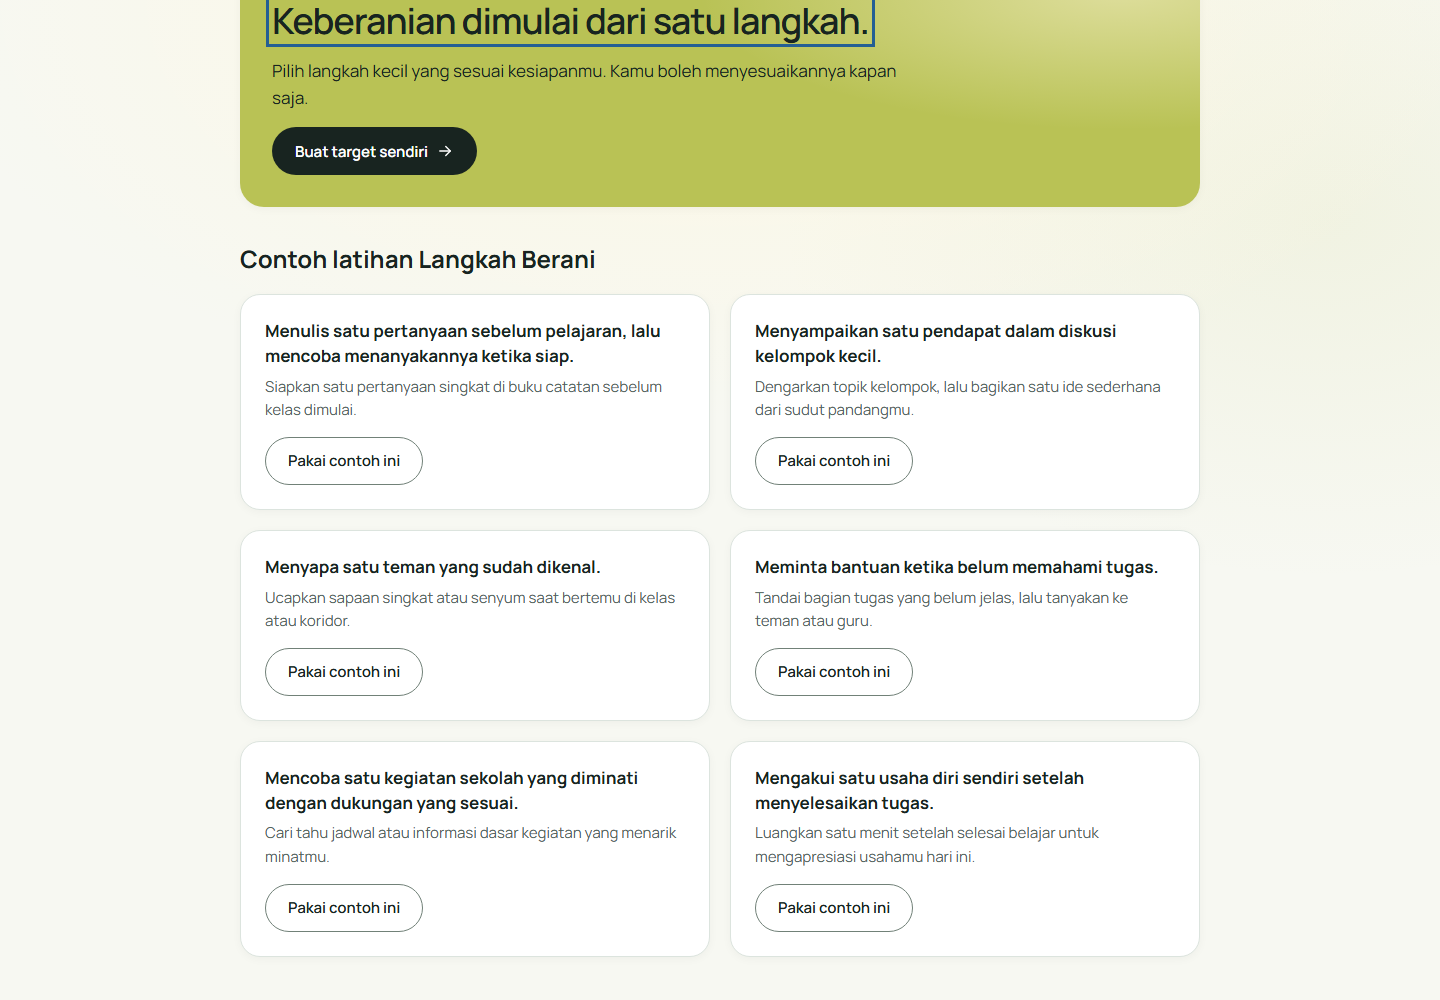 Keberanian dimulai dari satu langkah.
Pilih langkah kecil yang sesuai kesiapanmu. Kamu boleh menyesuaikannya kapan
saja.
Buat target sendiri →
Contoh latihan Langkah Berani
Menulis satu pertanyaan sebelum pelajaran, lalu
mencoba menanyakannya ketika siap.
Siapkan satu pertanyaan singkat di buku catatan sebelum
kelas dimulai.
Pakai contoh ini
Menyampaikan satu pendapat dalam diskusi
kelompok kecil.
Dengarkan topik kelompok, lalu bagikan satu ide sederhana
dari sudut pandangmu.
Pakai contoh ini
Menyapa satu teman yang sudah dikenal.
Ucapkan sapaan singkat atau senyum saat bertemu di kelas
atau koridor.
Pakai contoh ini
Meminta bantuan ketika belum memahami tugas.
Tandai bagian tugas yang belum jelas, lalu tanyakan ke
teman atau guru.
Pakai contoh ini
Mencoba satu kegiatan sekolah yang diminati
dengan dukungan yang sesuai.
Cari tahu jadwal atau informasi dasar kegiatan yang menarik
minatmu.
Pakai contoh ini
Mengakui satu usaha diri sendiri setelah
menyelesaikan tugas.
Luangkan satu menit setelah selesai belajar untuk
mengapresiasi usahamu hari ini.
Pakai contoh ini